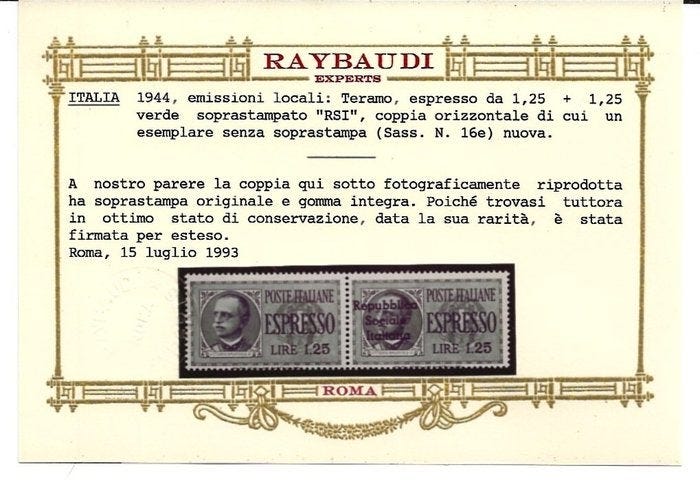 RAYBAUDI
EXPERTS
ITALIA 1944, emissioni locali: Teramo, espresso da 1,25 + 1,25
verde soprastampato "RSI", coppia orizzontale di cui un
esemplare senza soprastampa (Sass. N. 16e) nuova.
A nostro parere la coppia qui sotto fotograficamente riprodotta
ha soprastampa originale e gomma integra. Poiché trovasi tuttora
in ottimo stato di conservazione, data la sua rarità, è stata
firmata per esteso.
Roma, 15 luglio 1993
POSTE ITALIANE
ESPRESSO
LIRE 1.25
POSTE ITALIANE
Repubblica
Sociale
Italiana
ESPRESSO
LIRE 1.25
ROMA